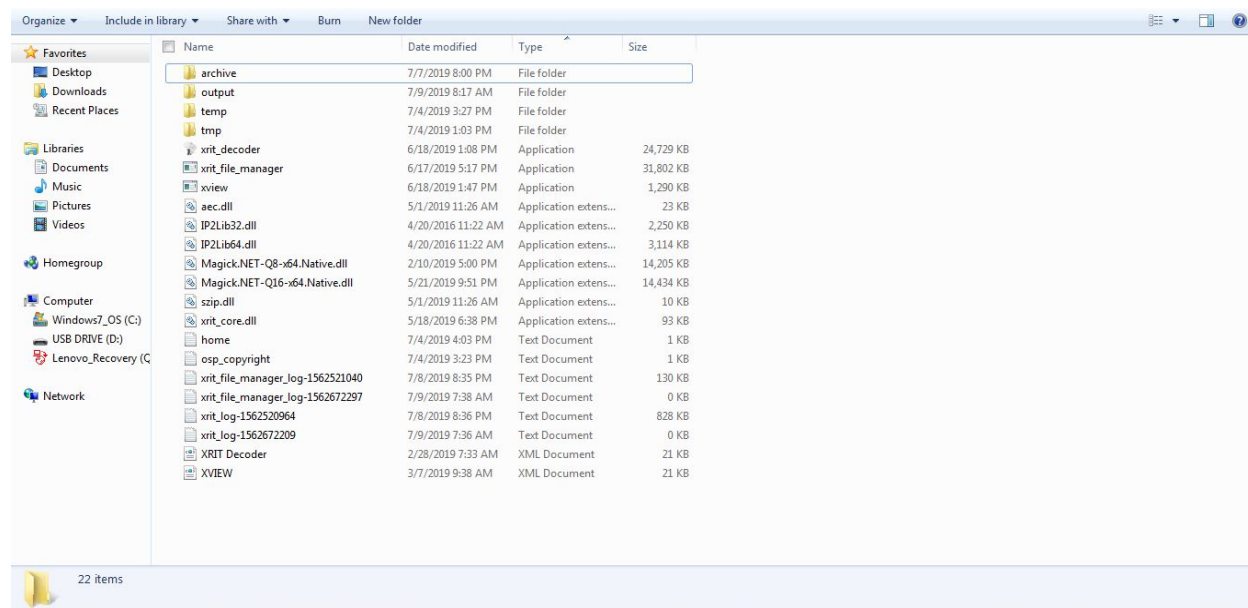 Organize Include in library Share with Burn New folder
Favorites
Desktop
Downloads
Recent Places
Libraries
Documents
Music
Pictures
Videos
Homegroup
Computer
Windows7_OS (C:)
USB DRIVE (D:)
Lenovo_Recovery (Q
Network
Name Date modified Type Size
archive 7/7/2019 8:00 PM File folder
output 7/9/2019 8:17 AM File folder
temp 7/4/2019 3:27 PM File folder
tmp 7/4/2019 1:03 PM File folder
xrit_decoder 6/18/2019 1:08 PM Application 24,729 KB
xrit_file_manager 6/17/2019 5:17 PM Application 31,802 KB
xview 6/18/2019 1:47 PM Application 1,290 KB
aec.dll 5/1/2019 11:26 AM Application extens... 23 KB
IP2Lib32.dll 4/20/2016 11:22 AM Application extens... 2,250 KB
IP2Lib64.dll 4/20/2016 11:22 AM Application extens... 3,114 KB
Magick.NET-Q8-x64.Native.dll 2/10/2019 5:00 PM Application extens... 14,205 KB
Magick.NET-Q16-x64.Native.dll 5/21/2019 9:51 PM Application extens... 14,434 KB
szip.dll 5/1/2019 11:26 AM Application extens... 10 KB
xrit_core.dll 5/18/2019 6:38 PM Application extens... 93 KB
home 7/4/2019 4:03 PM Text Document 1 KB
osp_copyright 7/4/2019 3:23 PM Text Document 1 KB
xrit_file_manager_log-1562521040 7/8/2019 8:35 PM Text Document 130 KB
xrit_file_manager_log-1562672297 7/9/2019 7:38 AM Text Document 0 KB
xrit_log-1562520964 7/8/2019 8:36 PM Text Document 828 KB
xrit_log-1562672209 7/9/2019 7:36 AM Text Document 0 KB
XRIT Decoder 2/28/2019 7:33 AM XML Document 21 KB
XVIEW 3/7/2019 9:38 AM XML Document 21 KB
22 items